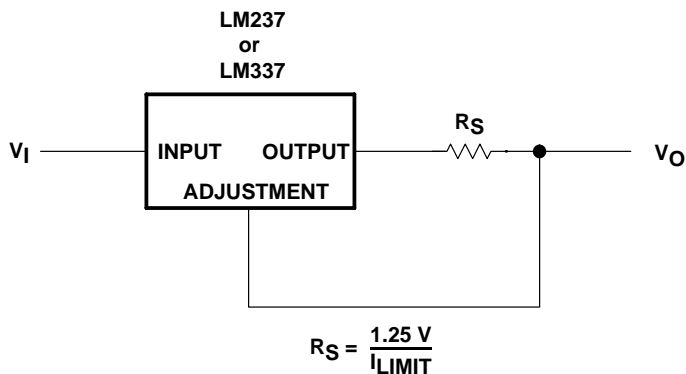 LM237
or
LM337
VI
INPUT
OUTPUT
RS
VO
ADJUSTMENT
RS = 1.25 V
ILIMIT